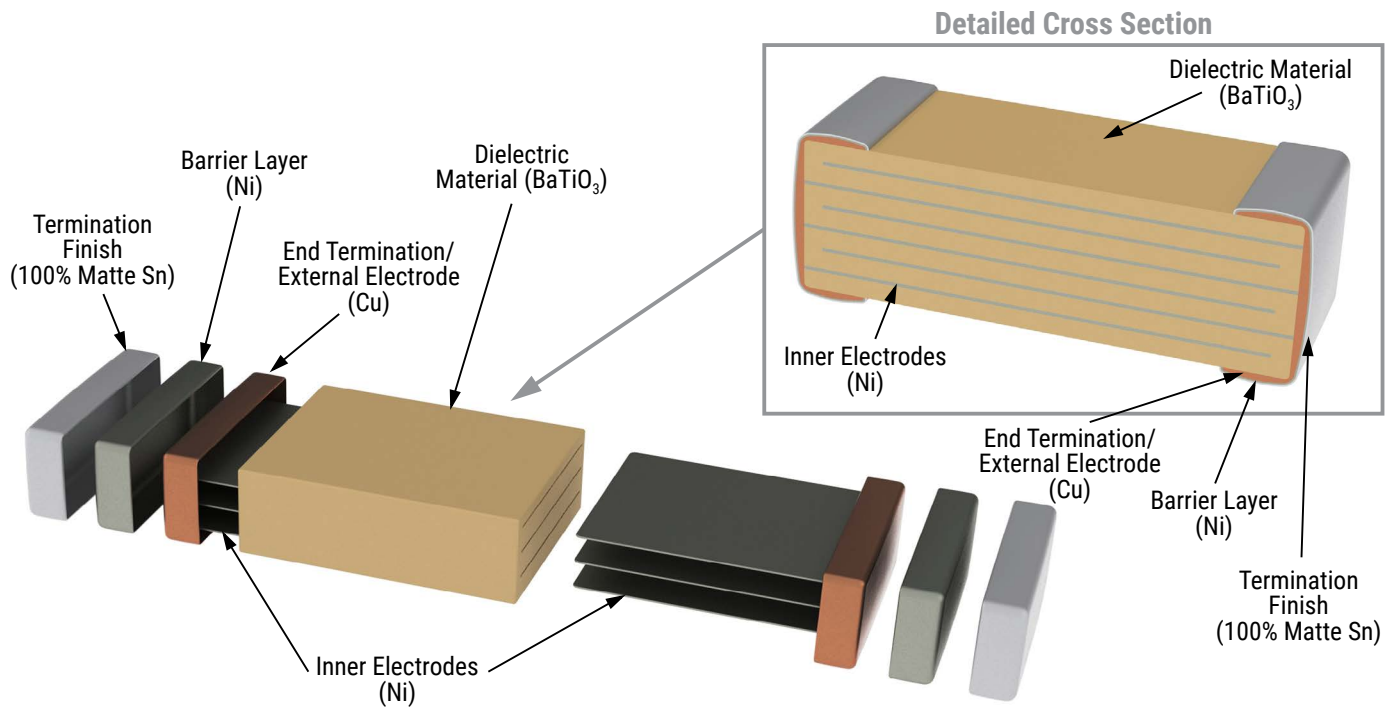 Detailed Cross Section
Dielectric Material
(BaTiO₃)
Inner Electrodes
(Ni)
End Termination/
External Electrode
(Cu)
Barrier Layer
(Ni)
Termination
Finish
(100% Matte Sn)
Termination
Finish
(100% Matte Sn)
Barrier Layer
(Ni)
End Termination/
External Electrode
(Cu)
Dielectric
Material (BaTiO₃)
Inner Electrodes
(Ni)